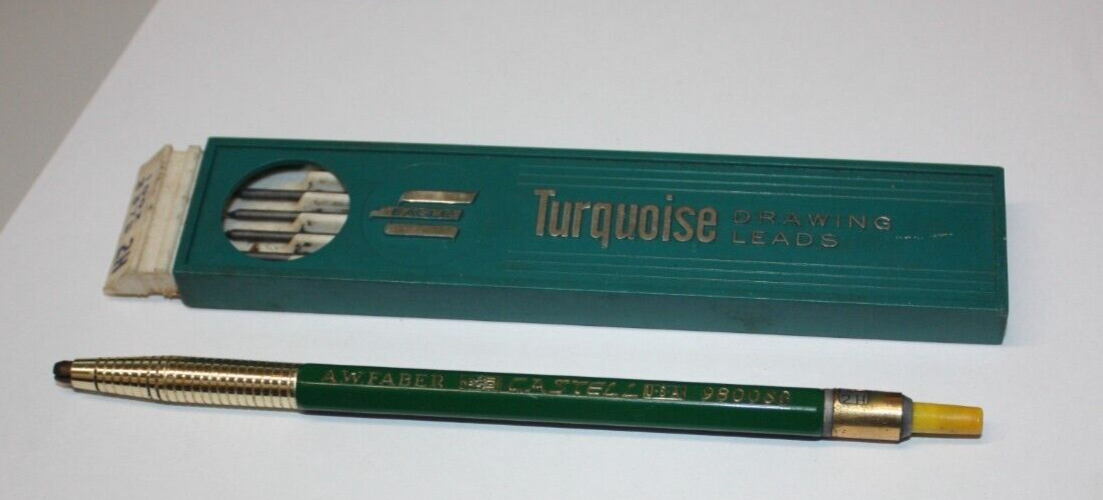 EAGLE
Turquoise DRAWING
LEADS
A.W.FABER CASTELL U.S.A 9800SG
2H